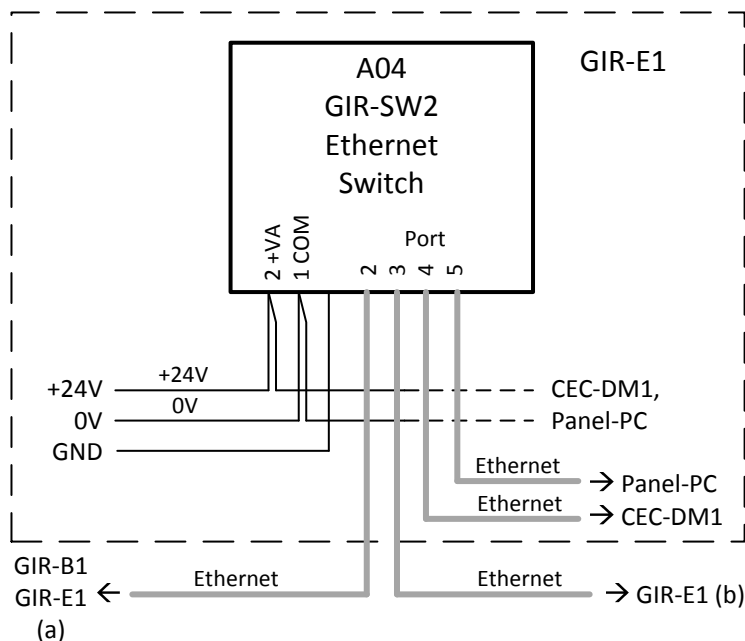 A04
GIR-SW2
Ethernet
Switch
GIR-E1
Port
2 +VA
1 COM
2
3
4
5
+24V
+24V
CEC-DM1,
0V
0V
Panel-PC
GND
Ethernet
→ Panel-PC
Ethernet
→ CEC-DM1
GIR-B1
GIR-E1 ←
(a)
Ethernet
Ethernet
→ GIR-E1 (b)